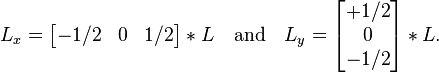 L_x = [−1/2 0 1/2] * L and L_y = [+1/2 0 −1/2] * L.